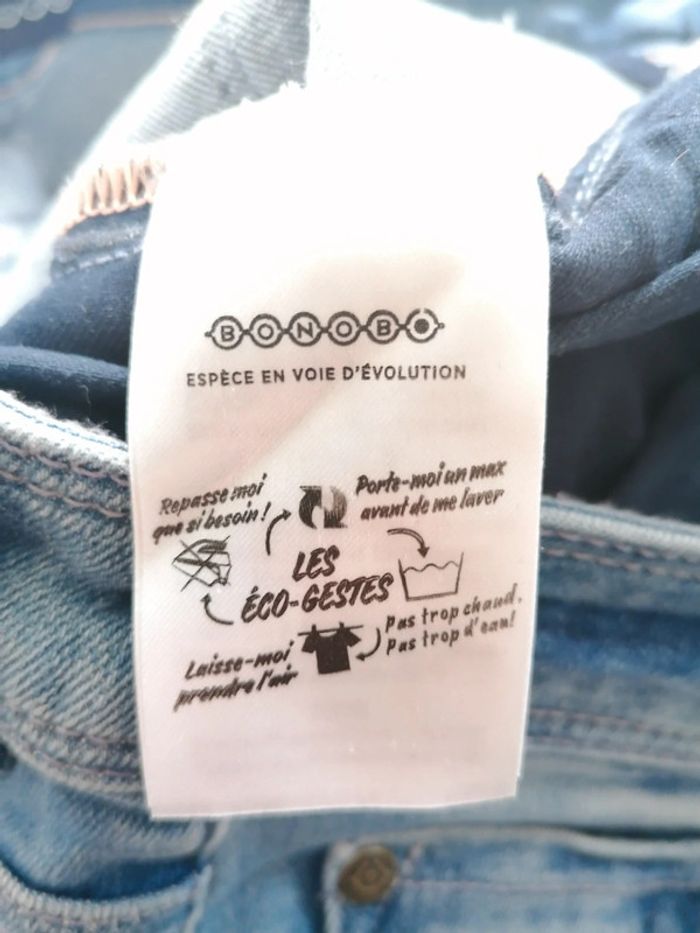 BONOBO
ESPÈCE EN VOIE D'ÉVOLUTION
Repasse-moi
que si besoin!
Porte-moi un max
avant de me laver
LES
ÉCO-GESTES
Pas trop chaud.
Pas trop d'eau!
Laisse-moi
prendre l'air